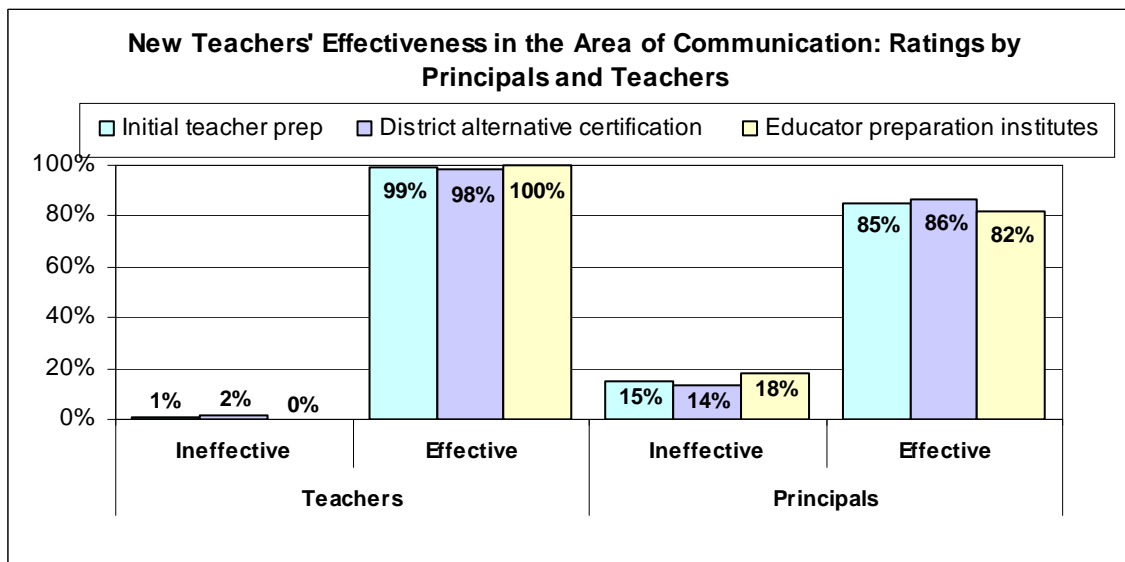 New Teachers' Effectiveness in the Area of Communication: Ratings by
Principals and Teachers
Initial teacher prep District alternative certification Educator preparation institutes
100%
80%
60%
40%
20%
0%
1% 2% 0%
99% 98% 100%
15% 14% 18%
85% 86% 82%
Ineffective Effective Ineffective Effective
Teachers Principals